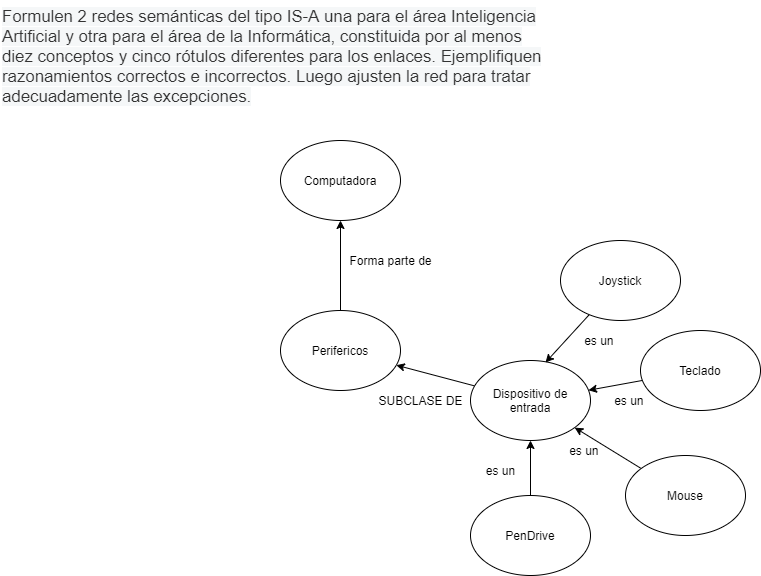 Formulen 2 redes semánticas del tipo IS-A una para el área Inteligencia
Artificial y otra para el área de la Informática, constituida por al menos
diez conceptos y cinco rótulos diferentes para los enlaces. Ejemplifiquen
razonamientos correctos e incorrectos. Luego ajusten la red para tratar
adecuadamente las excepciones.
Computadora
Forma parte de
Joystick
es un
Perifericos
Teclado
SUBCLASE DE
Dispositivo de
entrada
es un
es un
es un
Mouse
PenDrive